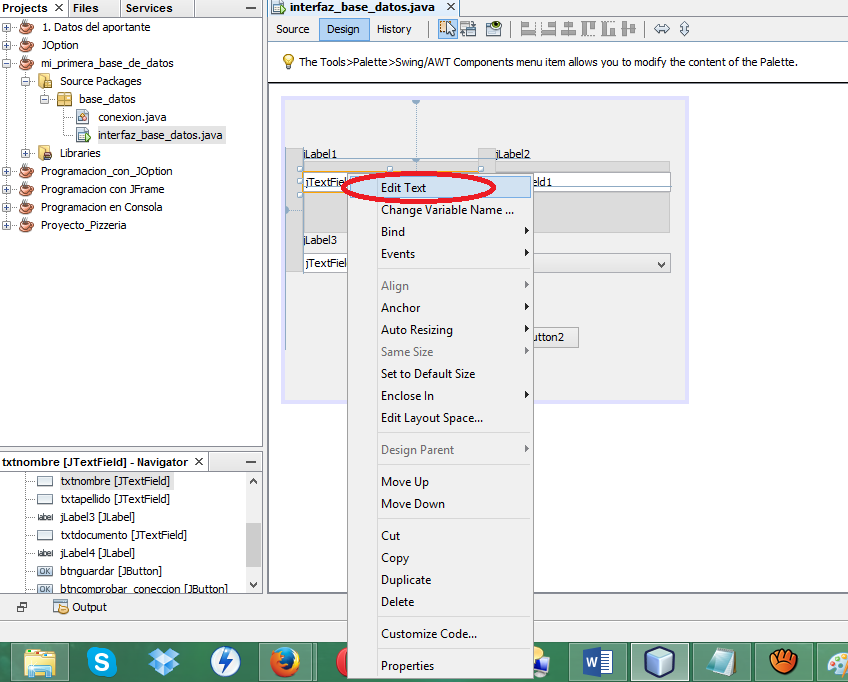 Projects
Files
Services
1. Datos del aportante
JOption
mi_primera_base_de_datos
Source Packages
base_datos
conexion.java
interfaz_base_datos.java
Libraries
Programacion_con_JOption
Programacion con JFrame
Programacion en Consola
Proyecto_Pizzeria
txtnombre [JTextField] - Navigator
txtnombre [JTextField]
txtapellido [JTextField]
label jLabel3 [JLabel]
txtdocumento [JTextField]
label jLabel4 [JLabel]
OK btnguardar [JButton]
OK btncomprobar_coneccion [JButton]
Output
interfaz_base_datos.java
Source Design History
The Tools>Palette>Swing/AWT Components menu item allows you to modify the content of the Palette.
jLabel1 jLabel2
jTextFiel eld1
jLabel3
jTextFiel
utton2
Edit Text
Change Variable Name ...
Bind
Events
Align
Anchor
Auto Resizing
Same Size
Set to Default Size
Enclose In
Edit Layout Space...
Design Parent
Move Up
Move Down
Cut
Copy
Duplicate
Delete
Customize Code...
Properties